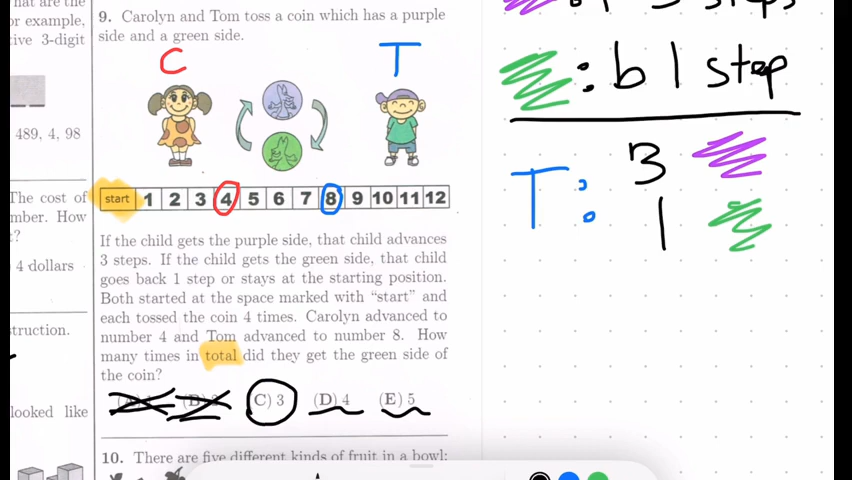 hat are the
or example,
tive 3-digit
489, 4, 98
The cost of
mber. How
?
4 dollars
struction.
looked like
9. Carolyn and Tom toss a coin which has a purple
side and a green side.
C
T
start 1 2 3 4 5 6 7 8 9 10 11 12
If the child gets the purple side, that child advances
3 steps. If the child gets the green side, that child
goes back 1 step or stays at the starting position.
Both started at the space marked with "start" and
each tossed the coin 4 times. Carolyn advanced to
number 4 and Tom advanced to number 8. How
many times in total did they get the green side of
the coin?
(C) 3 (D) 4 (E) 5
10. There are five different kinds of fruit in a bowl:
steps
: b 1 step
T: 3
1